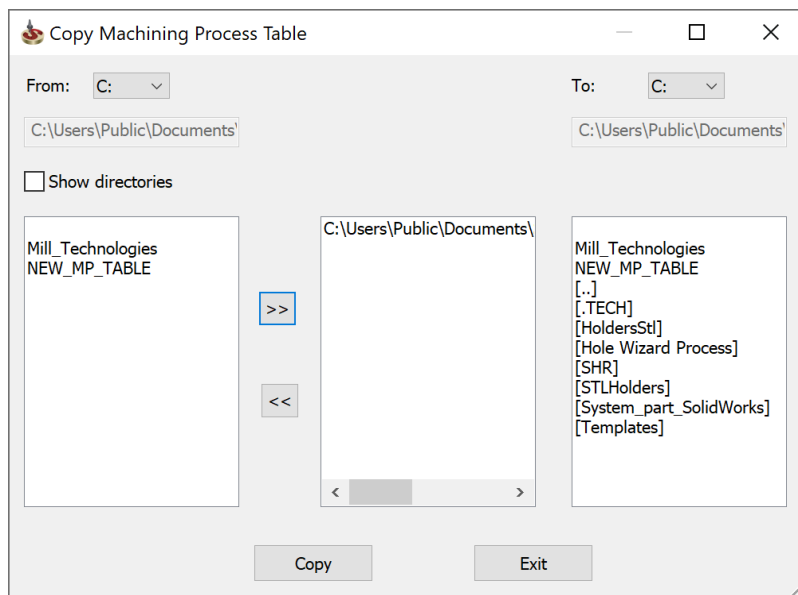 Copy Machining Process Table
From: C: To: C:
C:\Users\Public\Documents\ C:\Users\Public\Documents\
Show directories
C:\Users\Public\Documents\
Mill_Technologies
NEW_MP_TABLE
>>
<<
Mill_Technologies
NEW_MP_TABLE
[..]
[.TECH]
[HoldersStl]
[Hole Wizard Process]
[SHR]
[STLHolders]
[System_part_SolidWorks]
[Templates]
Copy Exit